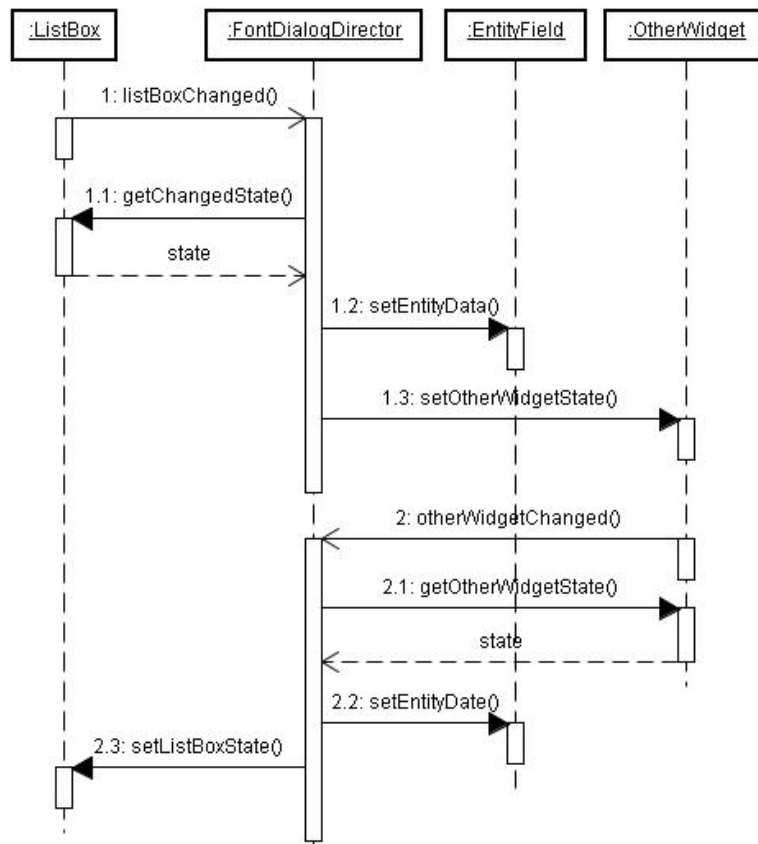 :ListBox :FontDialogDirector :EntityField :OtherWidget
1: listBoxChanged()
1.1: getChangedState()
state
1.2: setEntityData()
1.3: setOtherWidgetState()
2: otherWidgetChanged()
2.1: getOtherWidgetState()
state
2.2: setEntityDate()
2.3: setListBoxState()